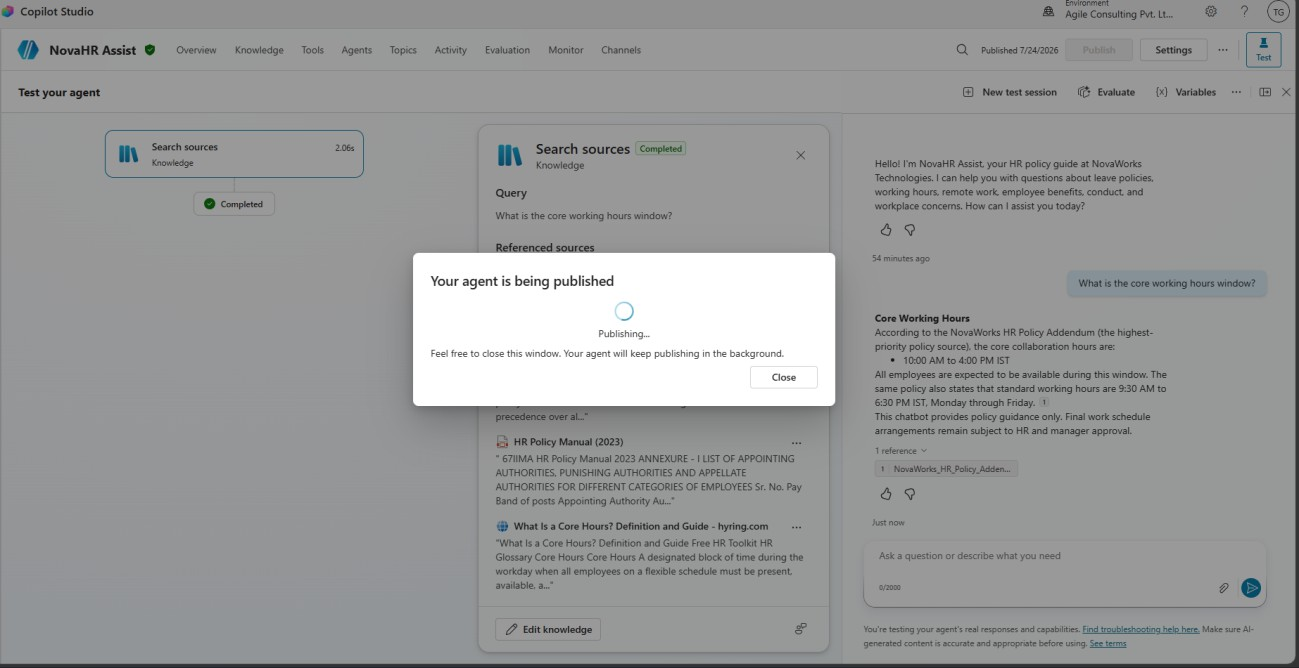 Copilot Studio
Environment
Agile Consulting Pvt. Lt...
TG
NovaHR Assist
Overview
Knowledge
Tools
Agents
Topics
Activity
Evaluation
Monitor
Channels
Published 7/24/2026
Publish
Settings
Test
Test your agent
New test session
Evaluate
{x} Variables
Search sources
2.06s
Knowledge
Completed
Search sources
Completed
Knowledge
Query
What is the core working hours window?
Referenced sources
Your agent is being published
Publishing...
Feel free to close this window. Your agent will keep publishing in the background.
Close
precedence over al..."
HR Policy Manual (2023)
" 67IIMA HR Policy Manual 2023 ANNEXURE - I LIST OF APPOINTING
AUTHORITIES, PUNISHING AUTHORITIES AND APPELLATE
AUTHORITIES FOR DIFFERENT CATEGORIES OF EMPLOYEES Sr. No. Pay
Band of posts Appointing Authority Au..."
What Is a Core Hours? Definition and Guide - hyring.com
"What Is a Core Hours? Definition and Guide Free HR Toolkit HR
Glossary Core Hours Core Hours A designated block of time during the
workday when all employees on a flexible schedule must be present,
available, a..."
Edit knowledge
Hello! I'm NovaHR Assist, your HR policy guide at NovaWorks
Technologies. I can help you with questions about leave policies,
working hours, remote work, employee benefits, conduct, and
workplace concerns. How can I assist you today?
54 minutes ago
What is the core working hours window?
Core Working Hours
According to the NovaWorks HR Policy Addendum (the highest-
priority policy source), the core collaboration hours are:
• 10:00 AM to 4:00 PM IST
All employees are expected to be available during this window. The
same policy also states that standard working hours are 9:30 AM to
6:30 PM IST, Monday through Friday. 1
This chatbot provides policy guidance only. Final work schedule
arrangements remain subject to HR and manager approval.
1 reference
1 NovaWorks_HR_Policy_Adden...
Just now
Ask a question or describe what you need
0/2000
You're testing your agent's real responses and capabilities. Find troubleshooting help here. Make sure AI-
generated content is accurate and appropriate before using. See terms